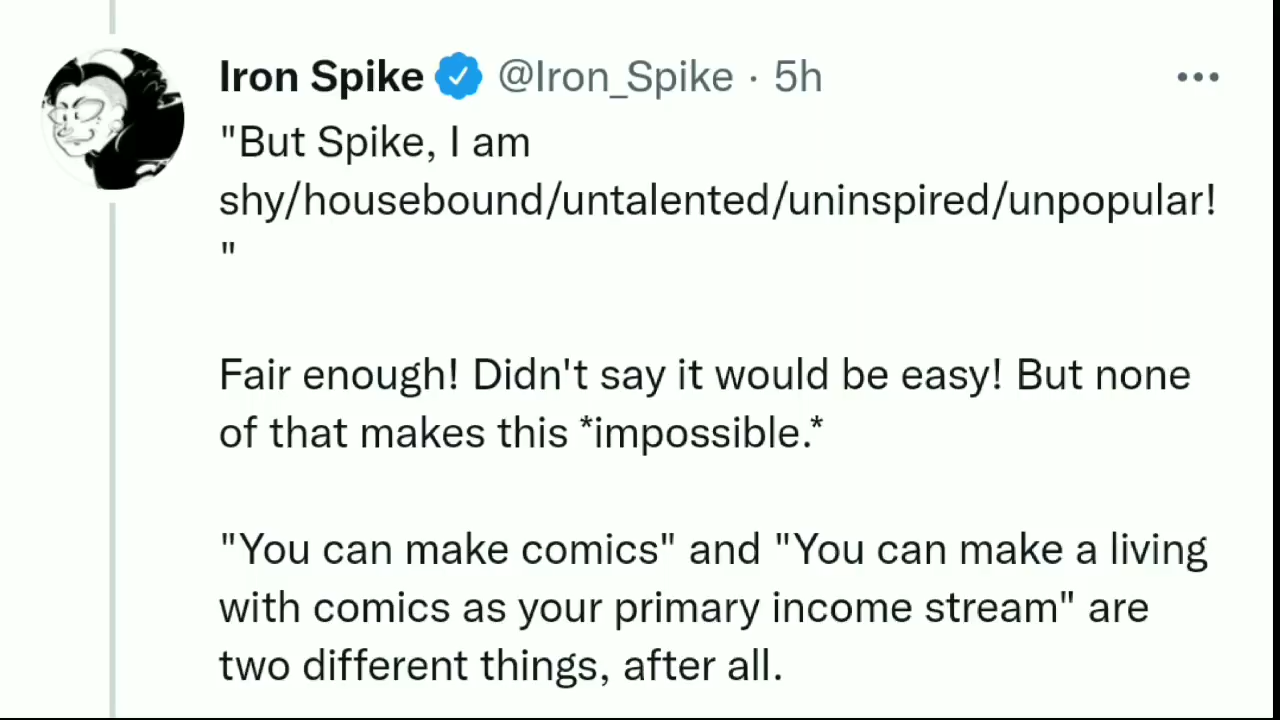 Iron Spike @Iron_Spike · 5h
"But Spike, I am
shy/housebound/untalented/uninspired/unpopular!
"
Fair enough! Didn't say it would be easy! But none
of that makes this *impossible.*
"You can make comics" and "You can make a living
with comics as your primary income stream" are
two different things, after all.